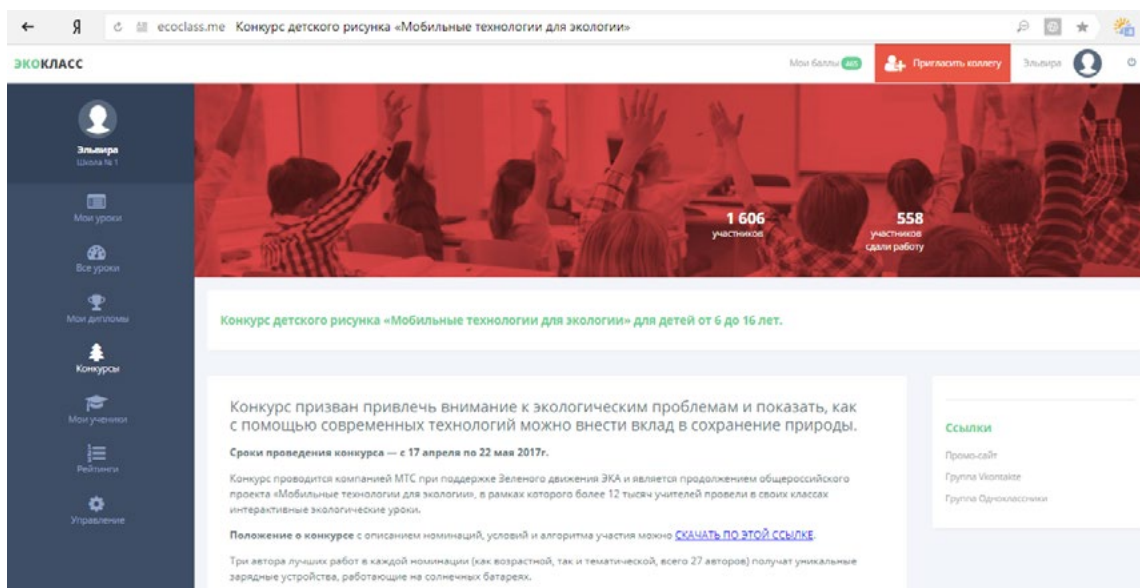 Я ecoclass.me Конкурс детского рисунка «Мобильные технологии для экологии»
ЭКОКЛАСС
Мои баллы 465
Пригласить коллегу
Эльвира
Эльвира
Школа № 1
Мои уроки
Все уроки
Мои дипломы
Конкурсы
Мои ученики
Рейтинги
Управление
1 606
участников
558
участников
сдали работу
Конкурс детского рисунка «Мобильные технологии для экологии» для детей от 6 до 16 лет.
Конкурс призван привлечь внимание к экологическим проблемам и показать, как
с помощью современных технологий можно внести вклад в сохранение природы.
Сроки проведения конкурса — с 17 апреля по 22 мая 2017г.
Конкурс проводится компанией МТС при поддержке Зеленого движения ЭКА и является продолжением общероссийского
проекта «Мобильные технологии для экологии», в рамках которого более 12 тысяч учителей провели в своих классах
интерактивные экологические уроки.
Положение о конкурсе с описанием номинаций, условий и алгоритма участия можно СКАЧАТЬ ПО ЭТОЙ ССЫЛКЕ.
Три автора лучших работ в каждой номинации (как возрастной, так и тематической, всего 27 авторов) получат уникальные
зарядные устройства, работающие на солнечных батареях.
Ссылки
Промо-сайт
Группа Vkontakte
Группа Одноклассники